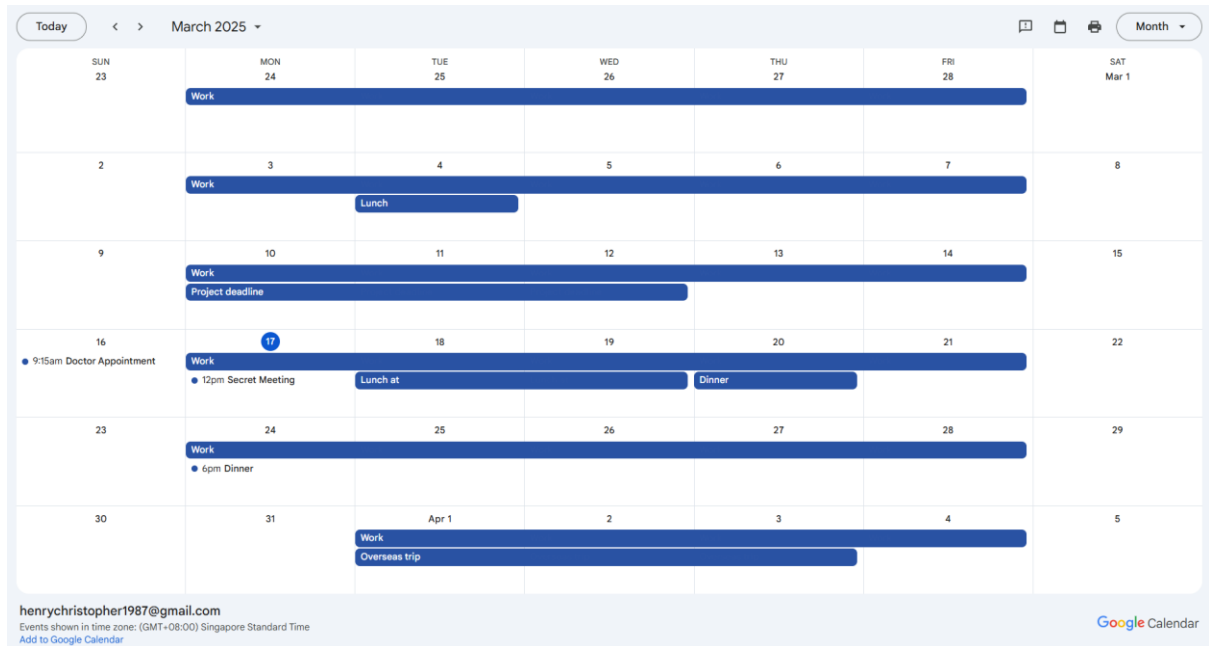 Today < > March 2025 Month
SUN MON TUE WED THU FRI SAT
23 24 25 26 27 28 Mar 1
Work
2 3 4 5 6 7 8
Work
Lunch
9 10 11 12 13 14 15
Work
Project deadline
16 17 18 19 20 21 22
9:15am Doctor Appointment Work
12pm Secret Meeting Lunch at Dinner
23 24 25 26 27 28 29
Work
6pm Dinner
30 31 Apr 1 2 3 4 5
Work
Overseas trip
henrychristopher1987@gmail.com
Events shown in time zone: (GMT+08:00) Singapore Standard Time
Google Calendar
Add to Google Calendar